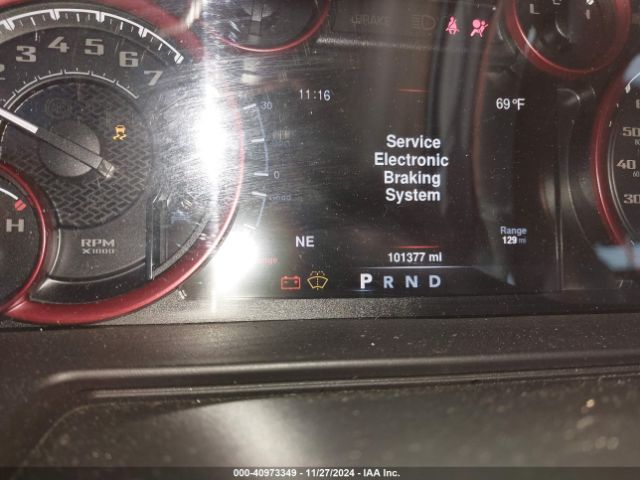 BRAKE
L
2 3 4 5 6 7
11:16
69°F
30
0
Service
Electronic
Braking
System
50
40
60
30
H
RPM
X1000
NE
Range
129 mi
101377 mi
P R N D
000-40973349 - 11/27/2024 - IAA Inc.